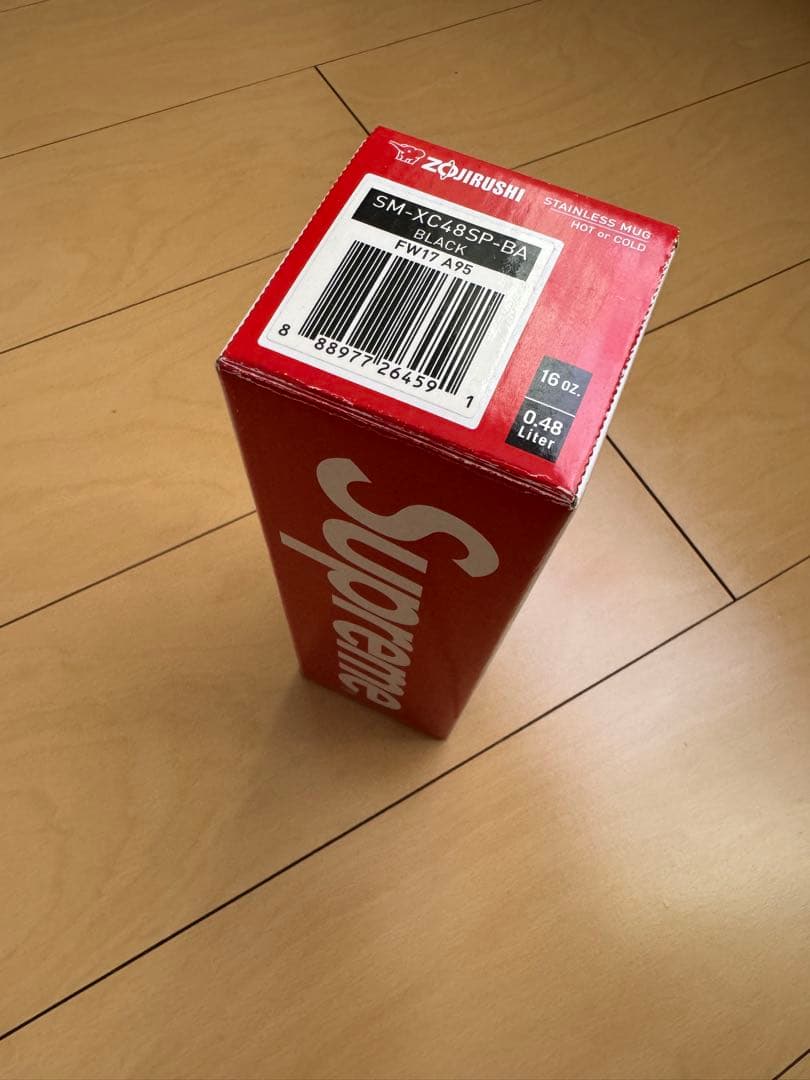 ZOJIRUSHI
STAINLESS MUG
HOT or COLD
SM-XC48SP-BA
BLACK
FW17 A95
8 88977 26459 1
16 oz.
0.48
Liter
Supreme